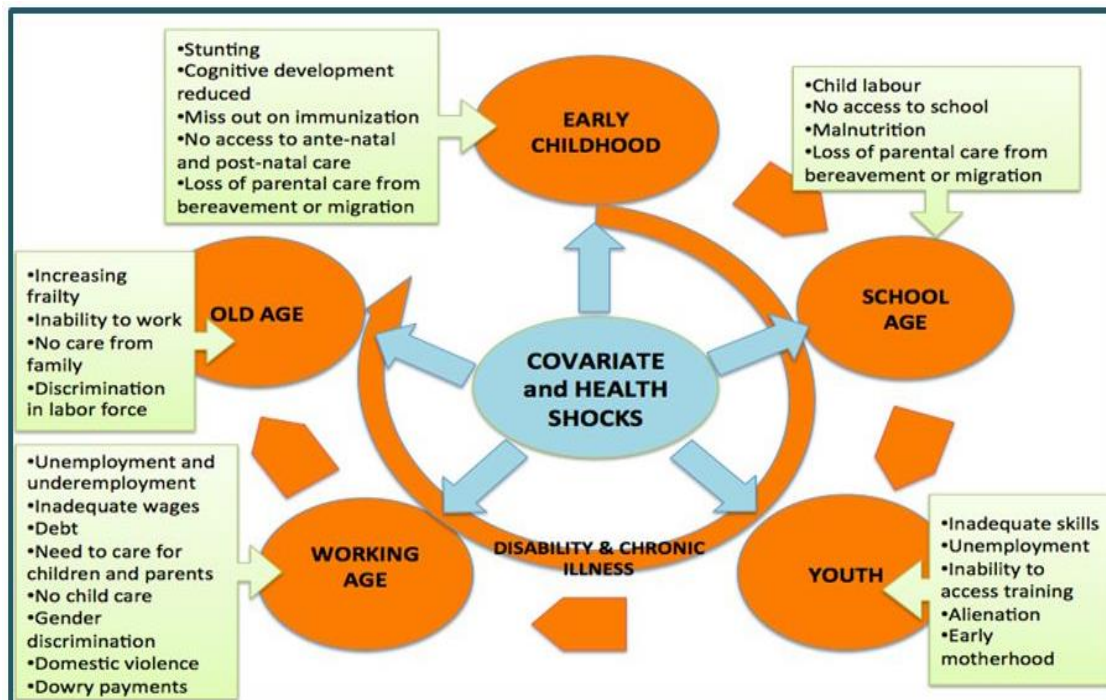 •Stunting
•Cognitive development
reduced
•Miss out on immunization
•No access to ante-natal
and post-natal care
•Loss of parental care from
bereavement or migration
EARLY
CHILDHOOD
•Child labour
•No access to school
•Malnutrition
•Loss of parental care from
bereavement or migration
•Increasing
frailty
•Inability to work
•No care from
family
•Discrimination
in labor force
OLD AGE
COVARIATE
and HEALTH
SHOCKS
SCHOOL
AGE
•Unemployment and
underemployment
•Inadequate wages
•Debt
•Need to care for
children and parents
•No child care
•Gender
discrimination
•Domestic violence
•Dowry payments
WORKING
AGE
DISABILITY & CHRONIC
ILLNESS
YOUTH
•Inadequate skills
•Unemployment
•Inability to
access training
•Alienation
•Early
motherhood